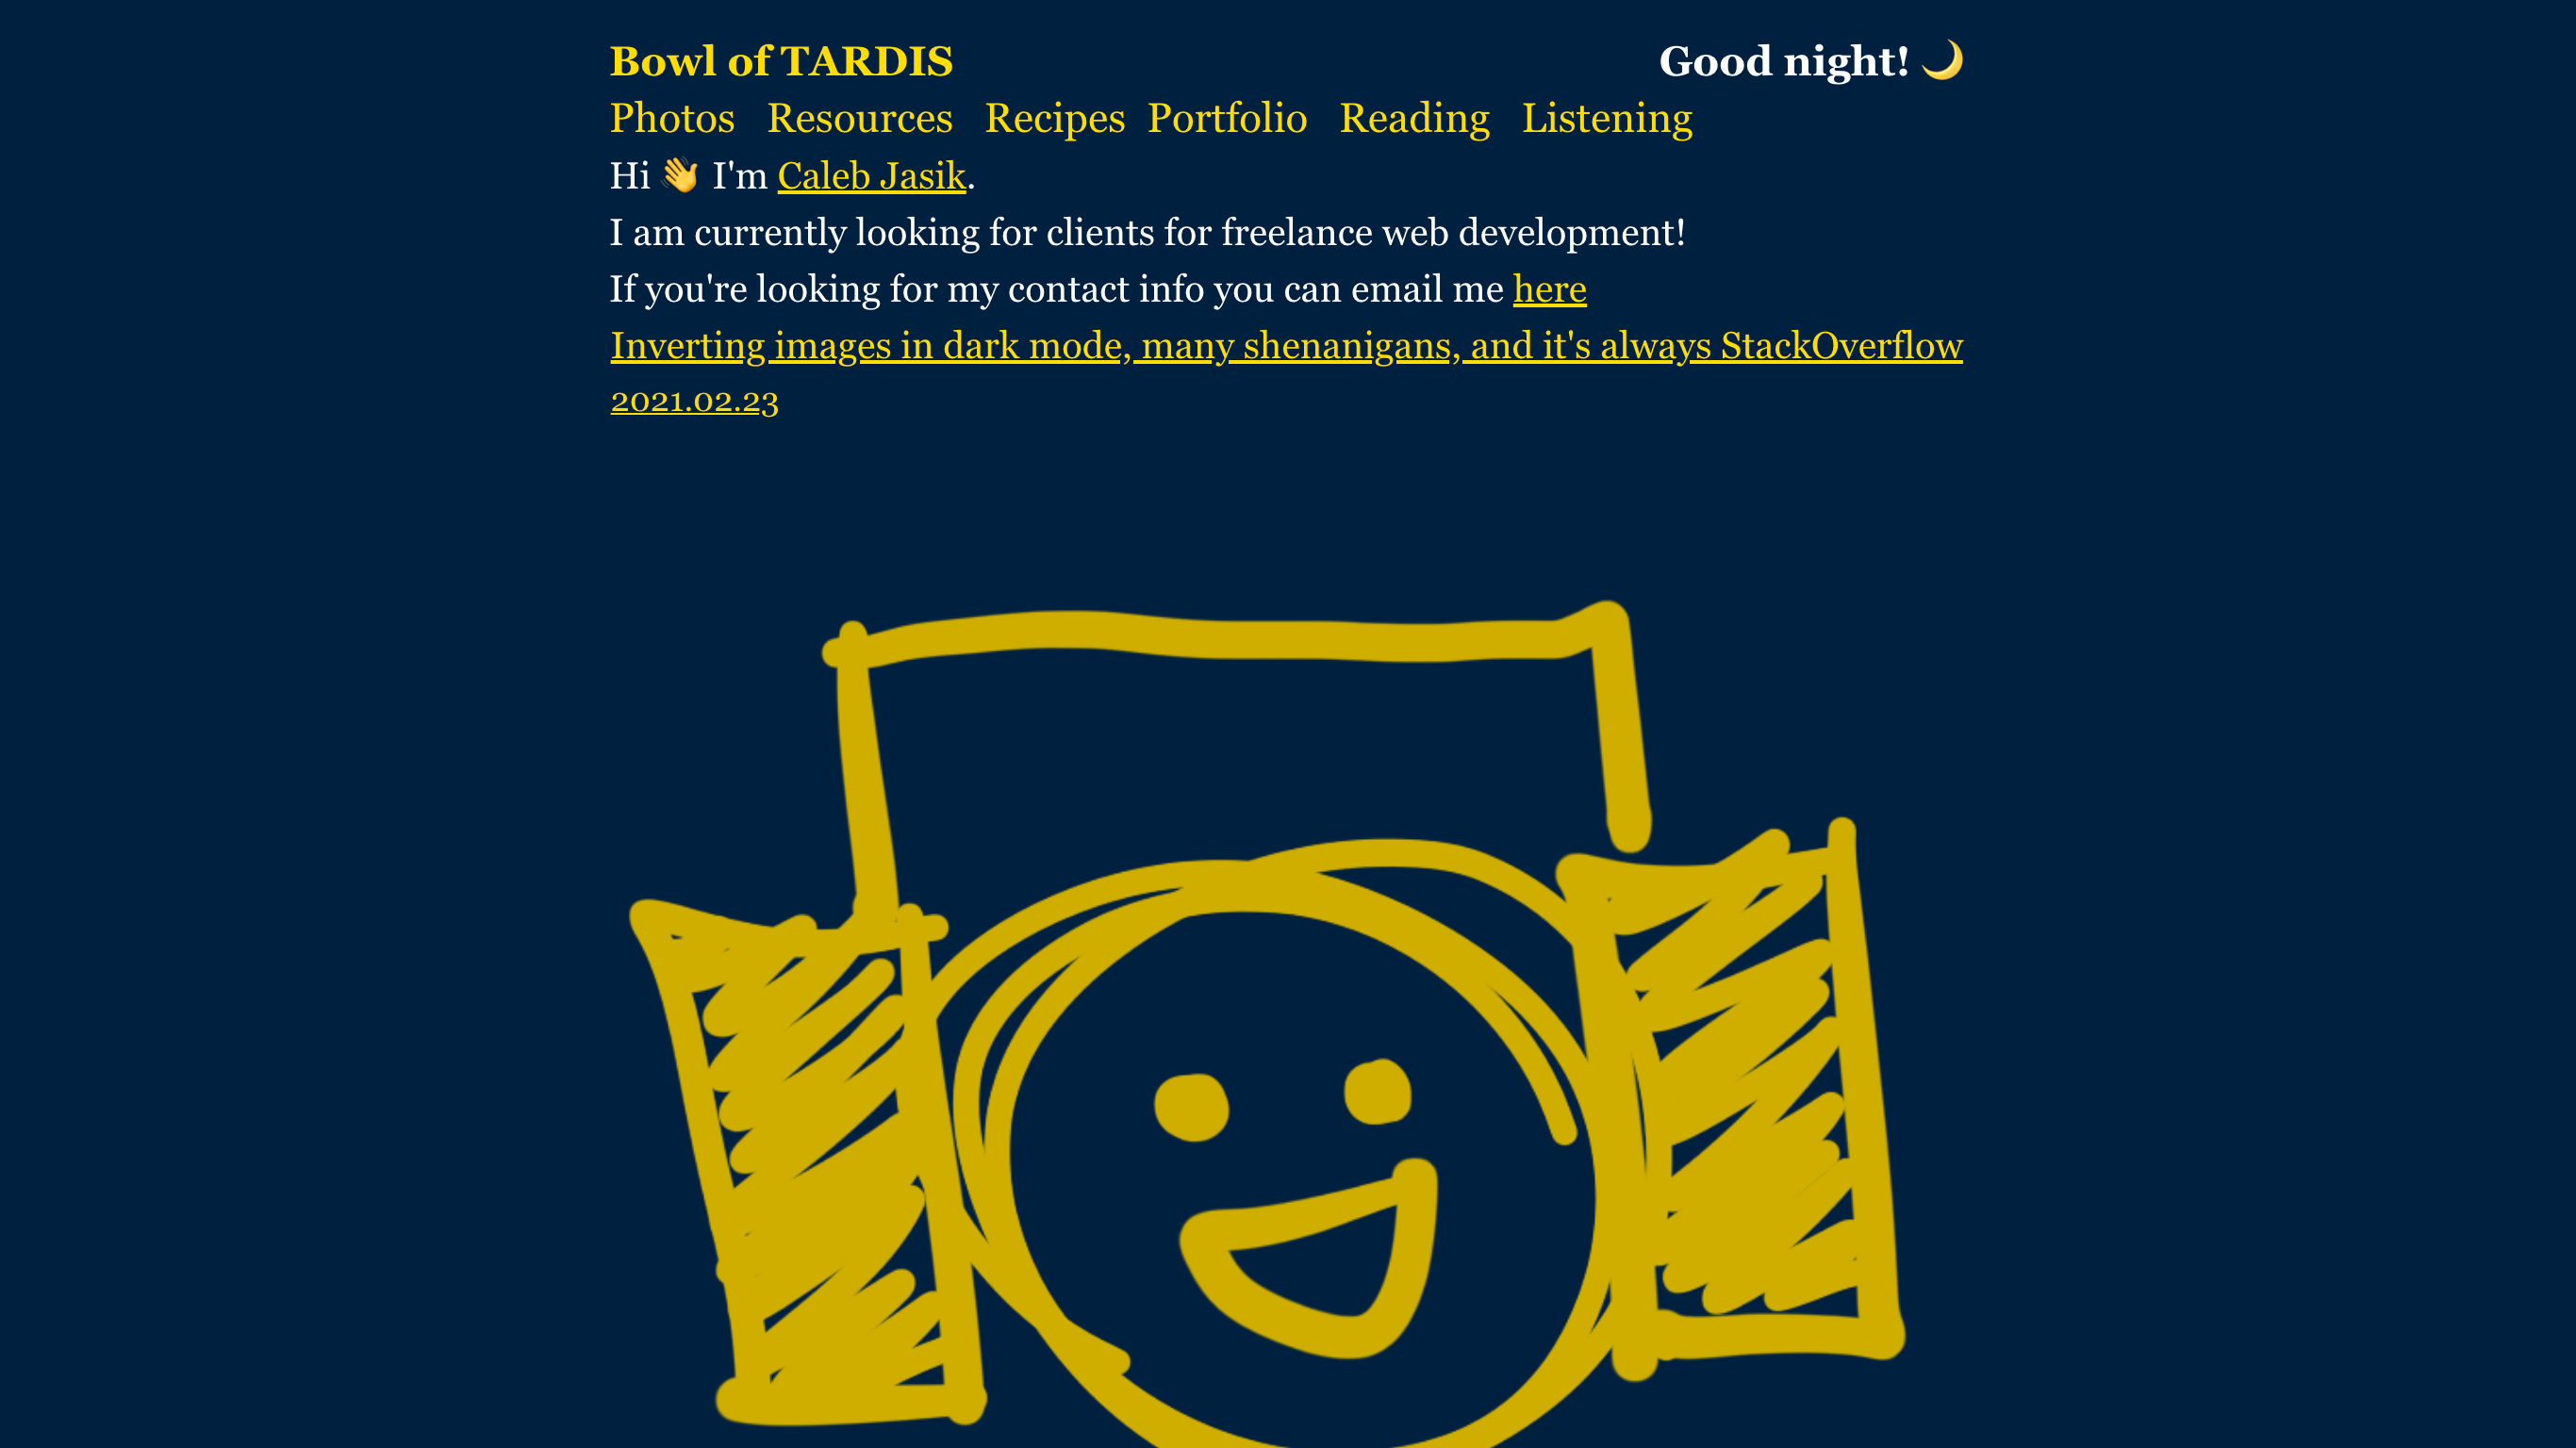 Bowl of TARDIS Good night! 🌙
Photos Resources Recipes Portfolio Reading Listening
Hi 👋 I'm Caleb Jasik.
I am currently looking for clients for freelance web development!
If you're looking for my contact info you can email me here
Inverting images in dark mode, many shenanigans, and it's always StackOverflow
2021.02.23